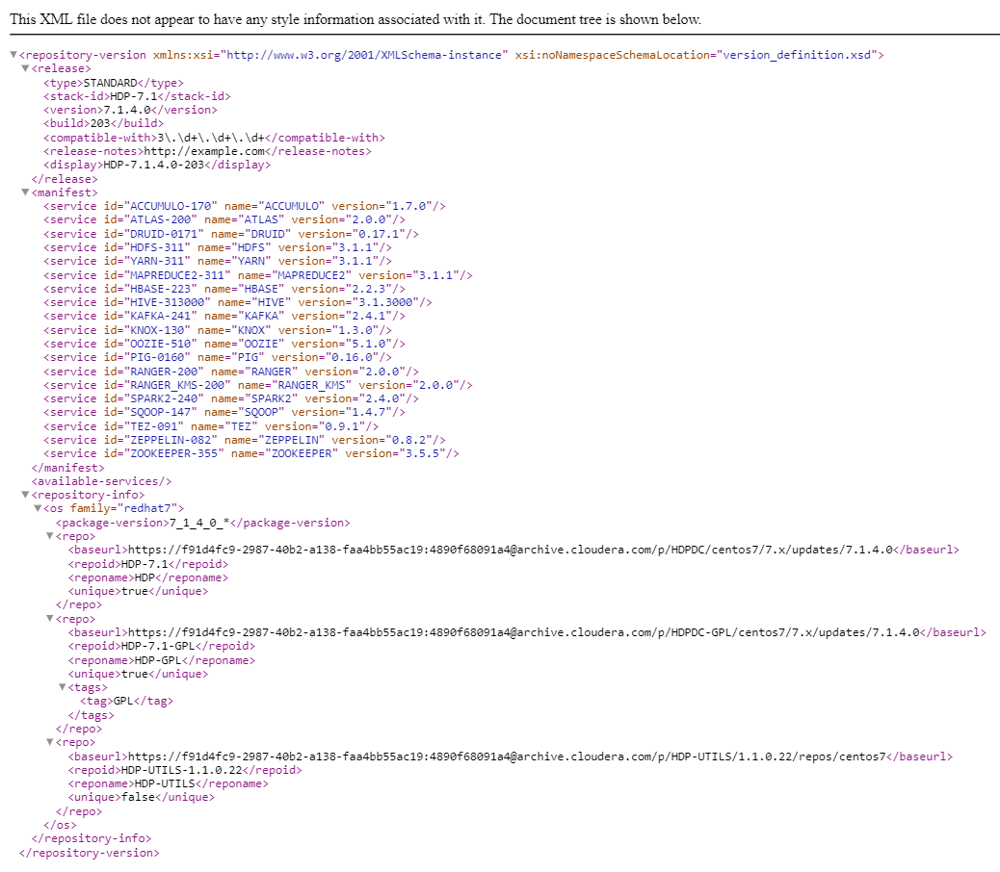 This XML file does not appear to have any style information associated with it. The document tree is shown below.
▼<repository-version xmlns:xsi="http://www.w3.org/2001/XMLSchema-instance" xsi:noNamespaceSchemaLocation="version_definition.xsd">
▼<release>
<type>STANDARD</type>
<stack-id>HDP-7.1</stack-id>
<version>7.1.4.0</version>
<build>203</build>
<compatible-with>3\.\d+\.\d+\.\d+</compatible-with>
<release-notes>http://example.com</release-notes>
<display>HDP-7.1.4.0-203</display>
</release>
▼<manifest>
<service id="ACCUMULO-170" name="ACCUMULO" version="1.7.0"/>
<service id="ATLAS-200" name="ATLAS" version="2.0.0"/>
<service id="DRUID-0171" name="DRUID" version="0.17.1"/>
<service id="HDFS-311" name="HDFS" version="3.1.1"/>
<service id="YARN-311" name="YARN" version="3.1.1"/>
<service id="MAPREDUCE2-311" name="MAPREDUCE2" version="3.1.1"/>
<service id="HBASE-223" name="HBASE" version="2.2.3"/>
<service id="HIVE-313000" name="HIVE" version="3.1.3000"/>
<service id="KAFKA-241" name="KAFKA" version="2.4.1"/>
<service id="KNOX-130" name="KNOX" version="1.3.0"/>
<service id="OOZIE-510" name="OOZIE" version="5.1.0"/>
<service id="PIG-0160" name="PIG" version="0.16.0"/>
<service id="RANGER-200" name="RANGER" version="2.0.0"/>
<service id="RANGER_KMS-200" name="RANGER_KMS" version="2.0.0"/>
<service id="SPARK2-240" name="SPARK2" version="2.4.0"/>
<service id="SQOOP-147" name="SQOOP" version="1.4.7"/>
<service id="TEZ-091" name="TEZ" version="0.9.1"/>
<service id="ZEPPELIN-082" name="ZEPPELIN" version="0.8.2"/>
<service id="ZOOKEEPER-355" name="ZOOKEEPER" version="3.5.5"/>
</manifest>
<available-services/>
▼<repository-info>
▼<os family="redhat7">
<package-version>7_1_4_0_*</package-version>
▼<repo>
<baseurl>https://f91d4fc9-2987-40b2-a138-faa4bb55ac19:4890f68091a4@archive.cloudera.com/p/HDPDC/centos7/7.x/updates/7.1.4.0</baseurl>
<repoid>HDP-7.1</repoid>
<reponame>HDP</reponame>
<unique>true</unique>
</repo>
▼<repo>
<baseurl>https://f91d4fc9-2987-40b2-a138-faa4bb55ac19:4890f68091a4@archive.cloudera.com/p/HDPDC-GPL/centos7/7.x/updates/7.1.4.0</baseurl>
<repoid>HDP-7.1-GPL</repoid>
<reponame>HDP-GPL</reponame>
<unique>true</unique>
▼<tags>
<tag>GPL</tag>
</tags>
</repo>
▼<repo>
<baseurl>https://f91d4fc9-2987-40b2-a138-faa4bb55ac19:4890f68091a4@archive.cloudera.com/p/HDP-UTILS/1.1.0.22/repos/centos7</baseurl>
<repoid>HDP-UTILS-1.1.0.22</repoid>
<reponame>HDP-UTILS</reponame>
<unique>false</unique>
</repo>
</os>
</repository-info>
</repository-version>